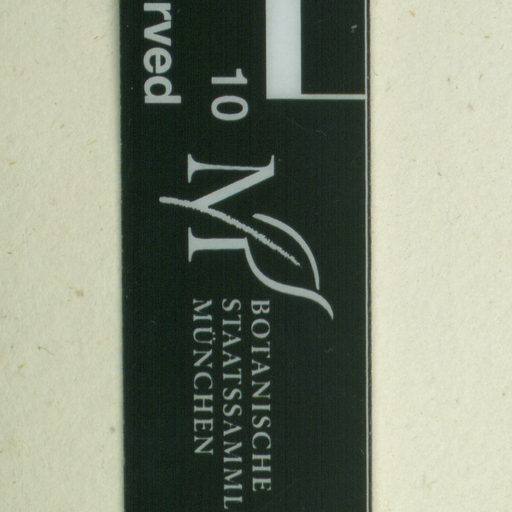 rved
10
BOTANISCHE
STAATSSAMML
MÜNCHEN